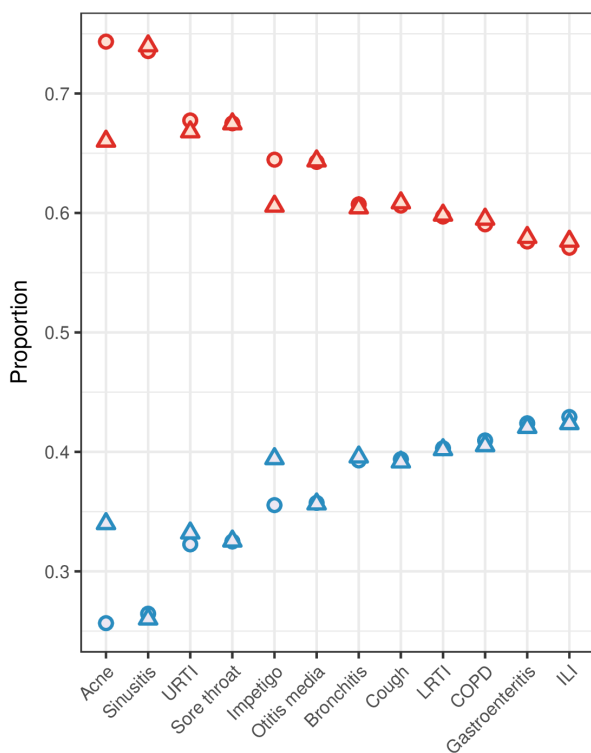 Proportion
0.7
0.6
0.5
0.4
0.3
Acne
Sinusitis
URTI
Sore throat
Impetigo
Otitis media
Bronchitis
Cough
LRTI
COPD
Gastroenteritis
ILI